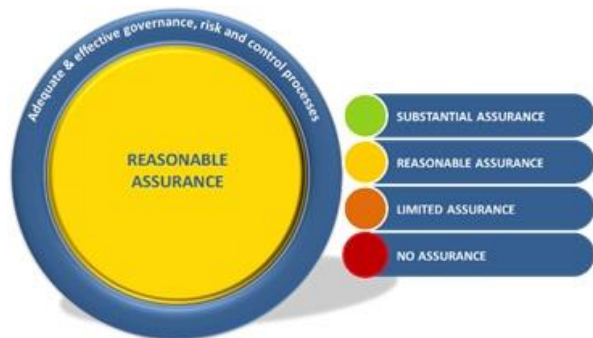 Adequate & effective governance, risk and control processes
REASONABLE
ASSURANCE
SUBSTANTIAL ASSURANCE
REASONABLE ASSURANCE
LIMITED ASSURANCE
NO ASSURANCE